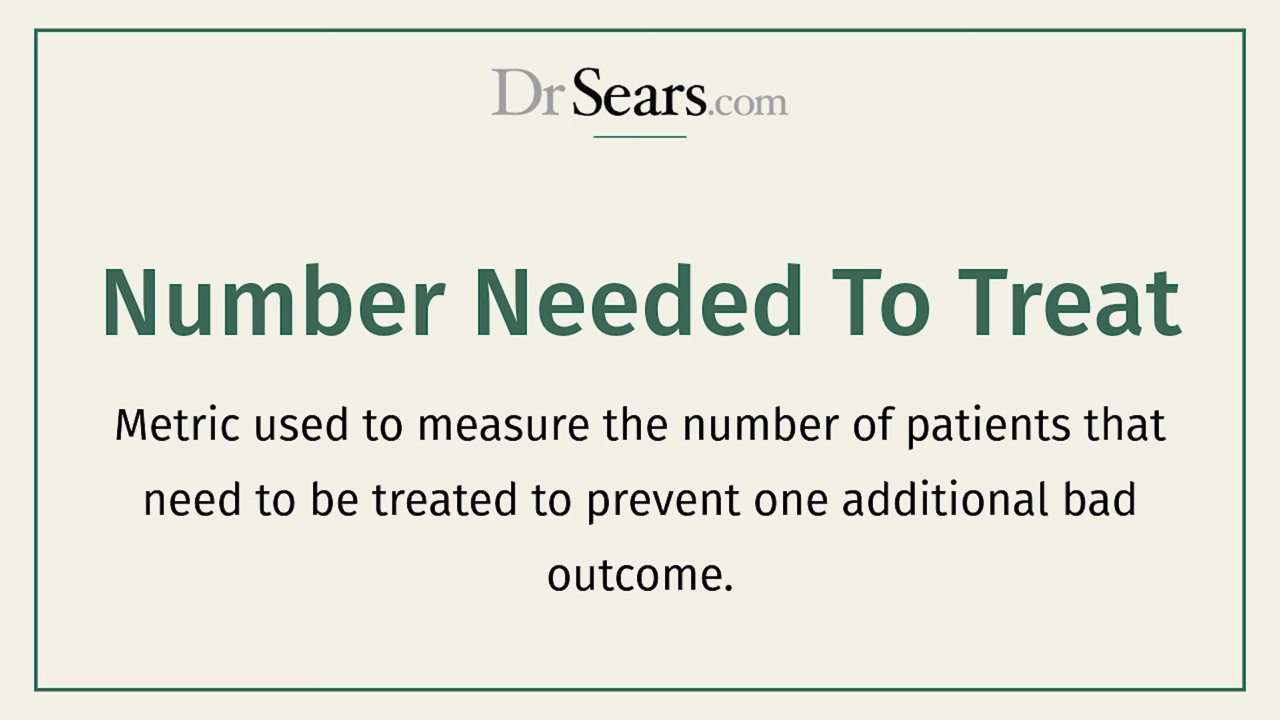 DrSears.com
Number Needed To Treat
Metric used to measure the number of patients that
need to be treated to prevent one additional bad
outcome.